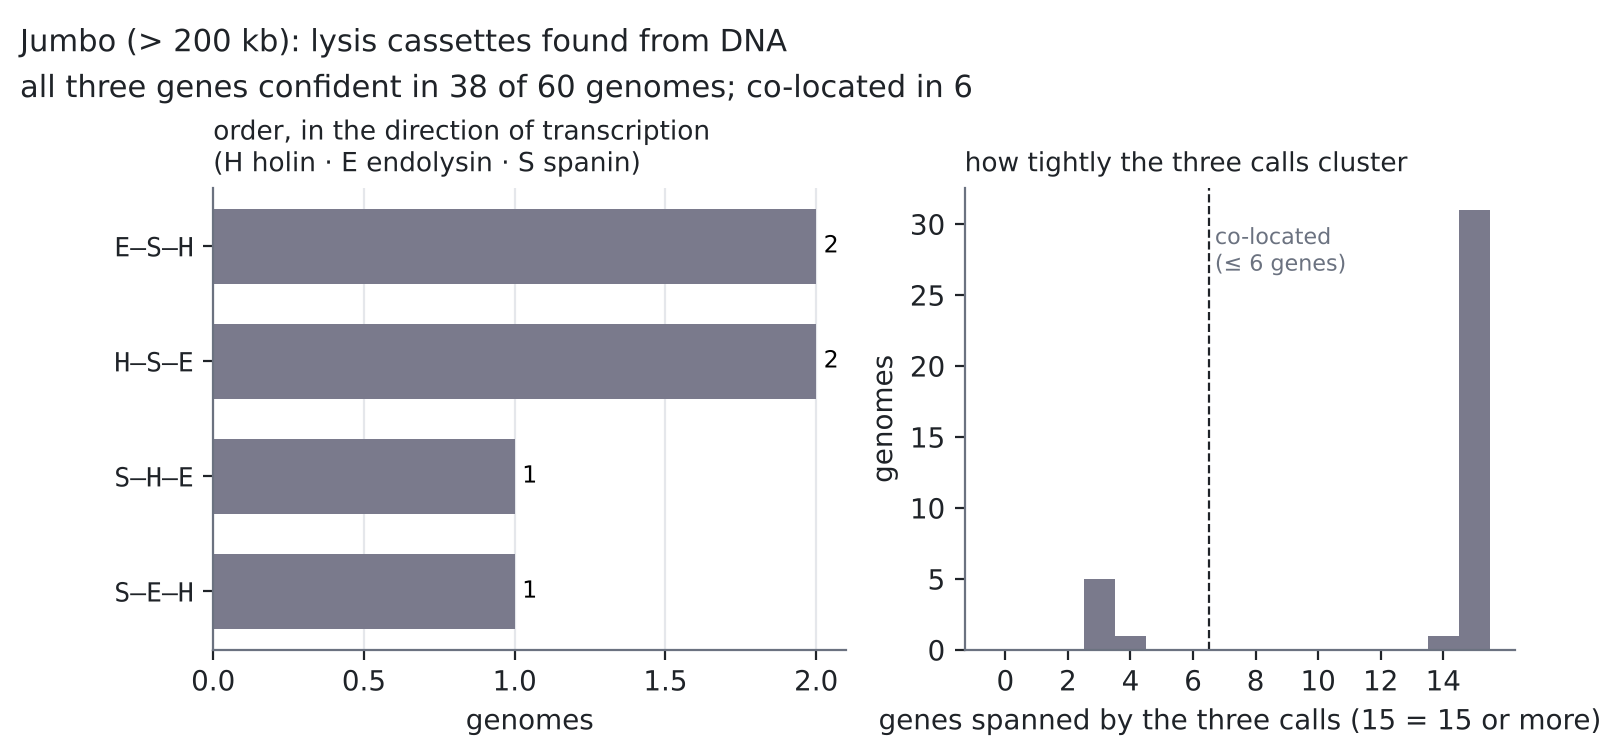 Jumbo (> 200 kb): lysis cassettes found from DNA
all three genes confident in 38 of 60 genomes; co-located in 6
order, in the direction of transcription
(H holin · E endolysin · S spanin)
E—S—H
2
H—S—E
2
S—H—E
1
S—E—H
1
0.0 0.5 1.0 1.5 2.0
genomes
how tightly the three calls cluster
co-located
(≤ 6 genes)
30
25
20
15
10
5
0
genomes
0 2 4 6 8 10 12 14
genes spanned by the three calls (15 = 15 or more)